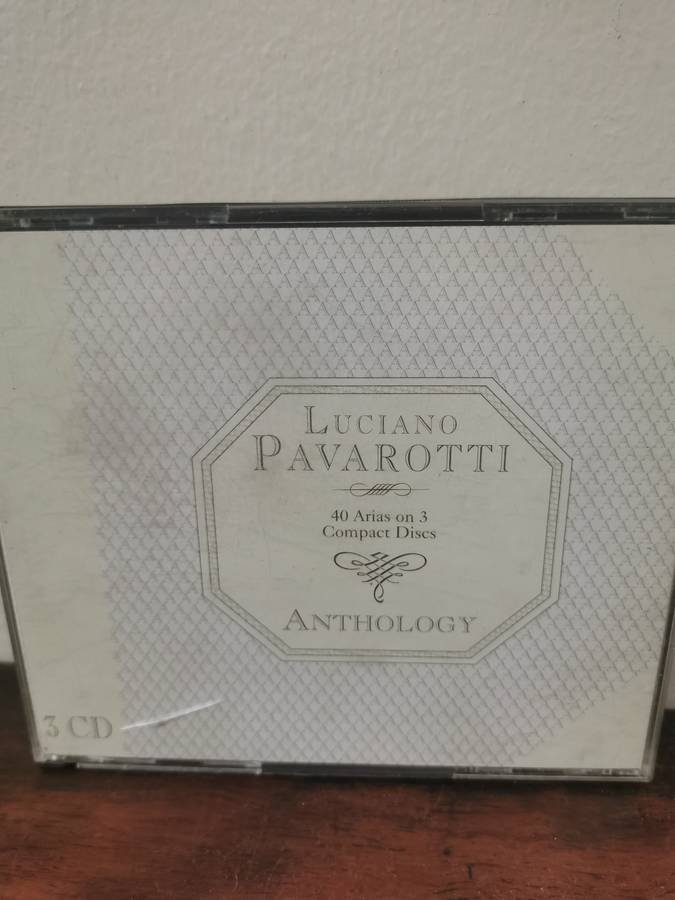 LUCIANO
PAVAROTTI
40 Arias on 3
Compact Discs
ANTHOLOGY
3 CD